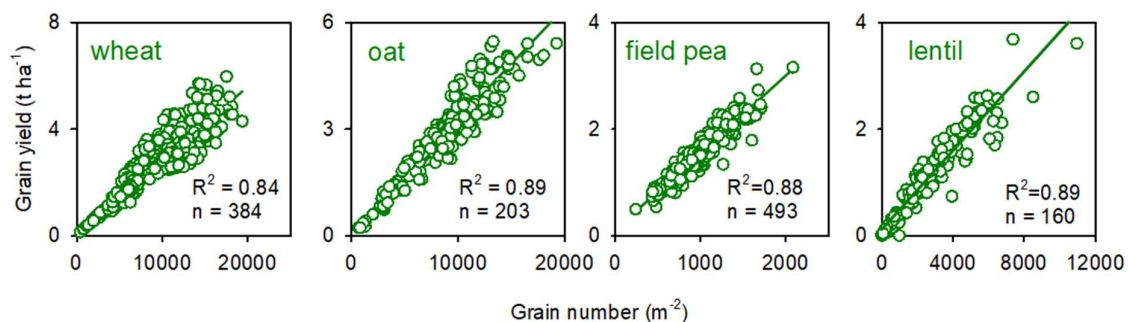 Grain yield (t ha⁻¹)
8
4
0
wheat
R² = 0.84
n = 384
0 10000 20000
6
3
0
oat
R² = 0.89
n = 203
0 5000 10000 15000 20000
4
2
0
field pea
R²=0.88
n = 493
0 1000 2000
4
2
0
lentil
R²=0.89
n = 160
0 4000 8000 12000
Grain number (m⁻²)